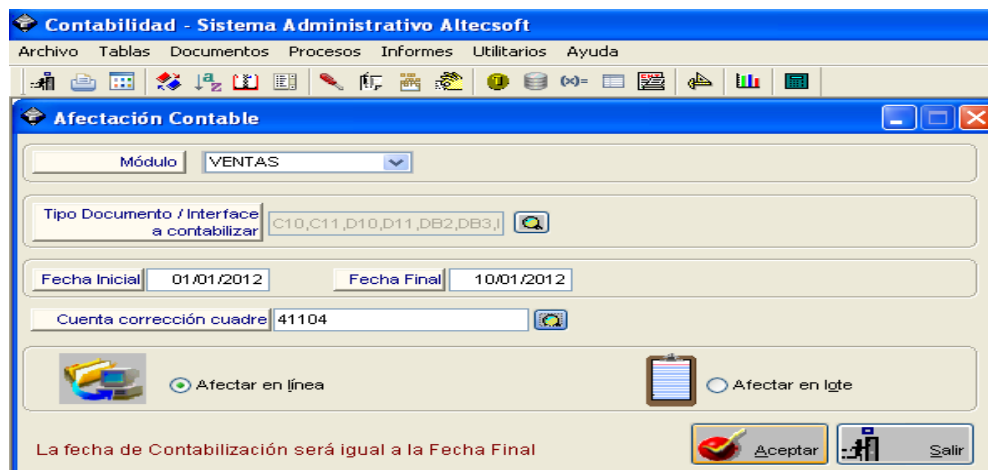 Contabilidad - Sistema Administrativo Altecsoft
Archivo Tablas Documentos Procesos Informes Utilitarios Ayuda
Afectación Contable
Módulo VENTAS
Tipo Documento / Interface
a contabilizar C10,C11,D10,D11,DB2,DB3,I
Fecha Inicial 01/01/2012 Fecha Final 10/01/2012
Cuenta corrección cuadre 41104
Afectar en línea Afectar en lote
La fecha de Contabilización será igual a la Fecha Final Aceptar Salir